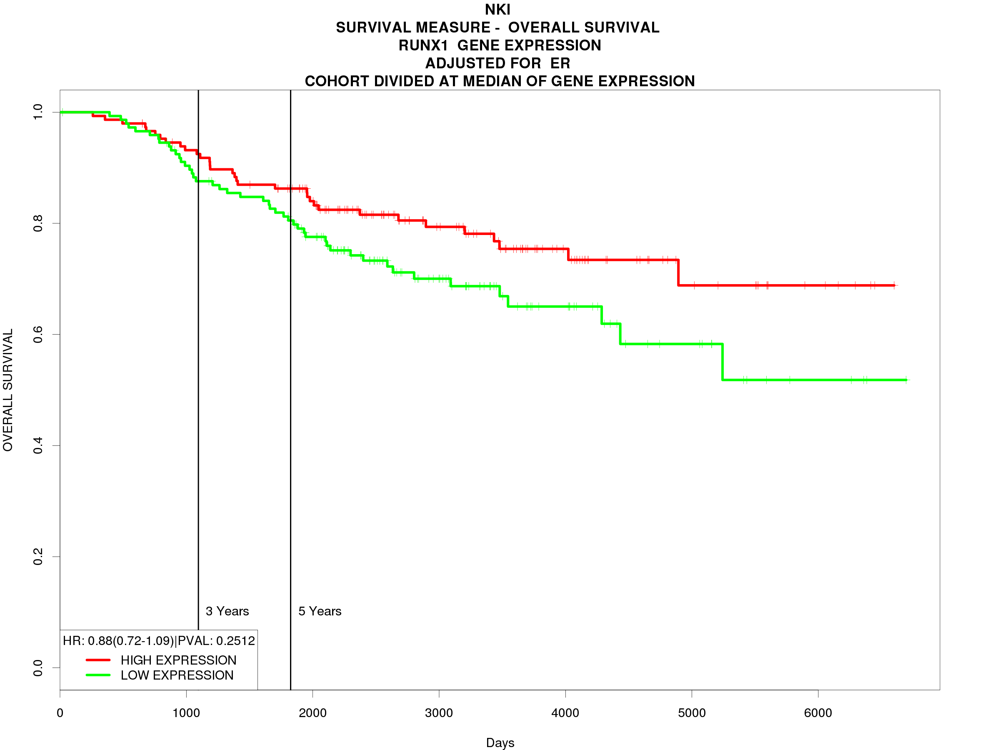 NKI
SURVIVAL MEASURE - OVERALL SURVIVAL
RUNX1 GENE EXPRESSION
ADJUSTED FOR ER
COHORT DIVIDED AT MEDIAN OF GENE EXPRESSION
OVERALL SURVIVAL
1.0
0.8
0.6
0.4
0.2
0.0
3 Years
5 Years
HR: 0.88(0.72-1.09)|PVAL: 0.2512
HIGH EXPRESSION
LOW EXPRESSION
0
1000
2000
3000
4000
5000
6000
Days